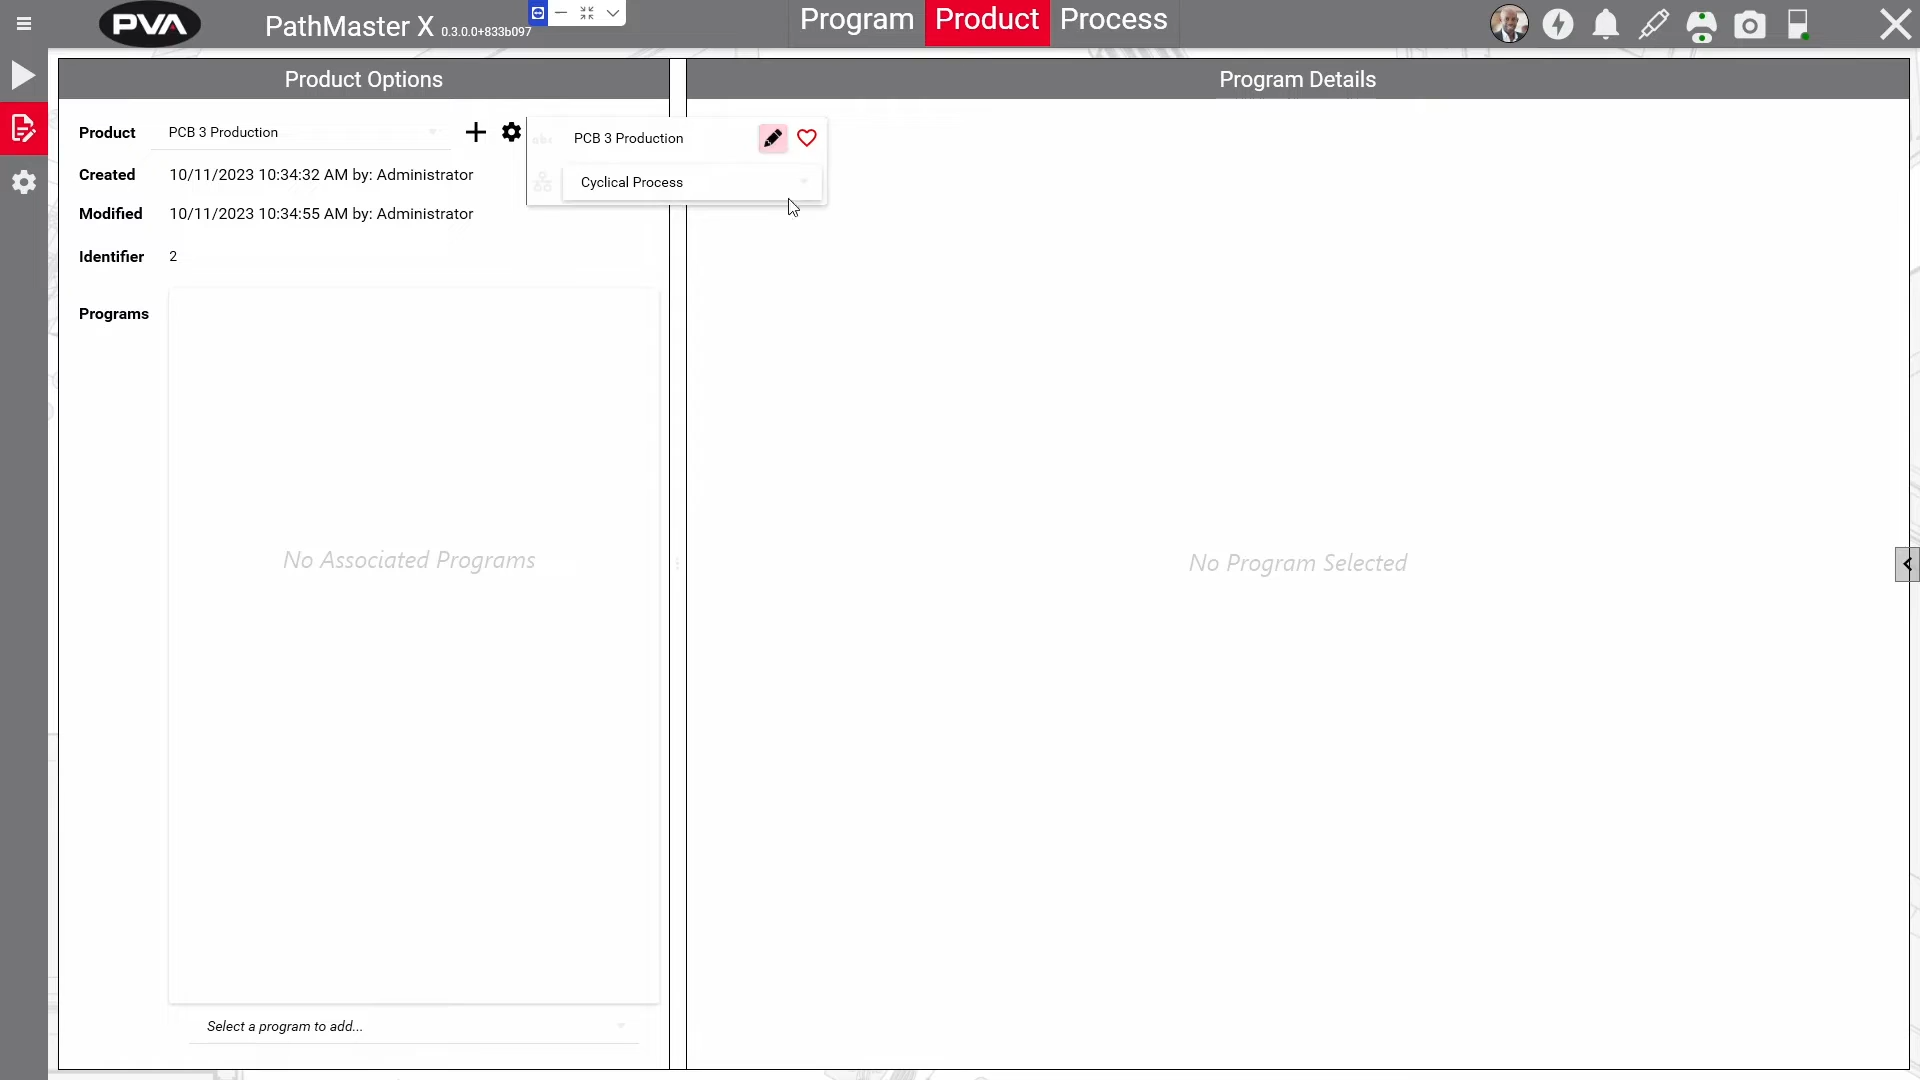 PVA
PathMaster X 0.3.0.0+833b097
Program Product Process
Product Options
Program Details
Product PCB 3 Production
abc PCB 3 Production
Cyclical Process
Created 10/11/2023 10:34:32 AM by: Administrator
Modified 10/11/2023 10:34:55 AM by: Administrator
Identifier 2
Programs
No Associated Programs
No Program Selected
Select a program to add...